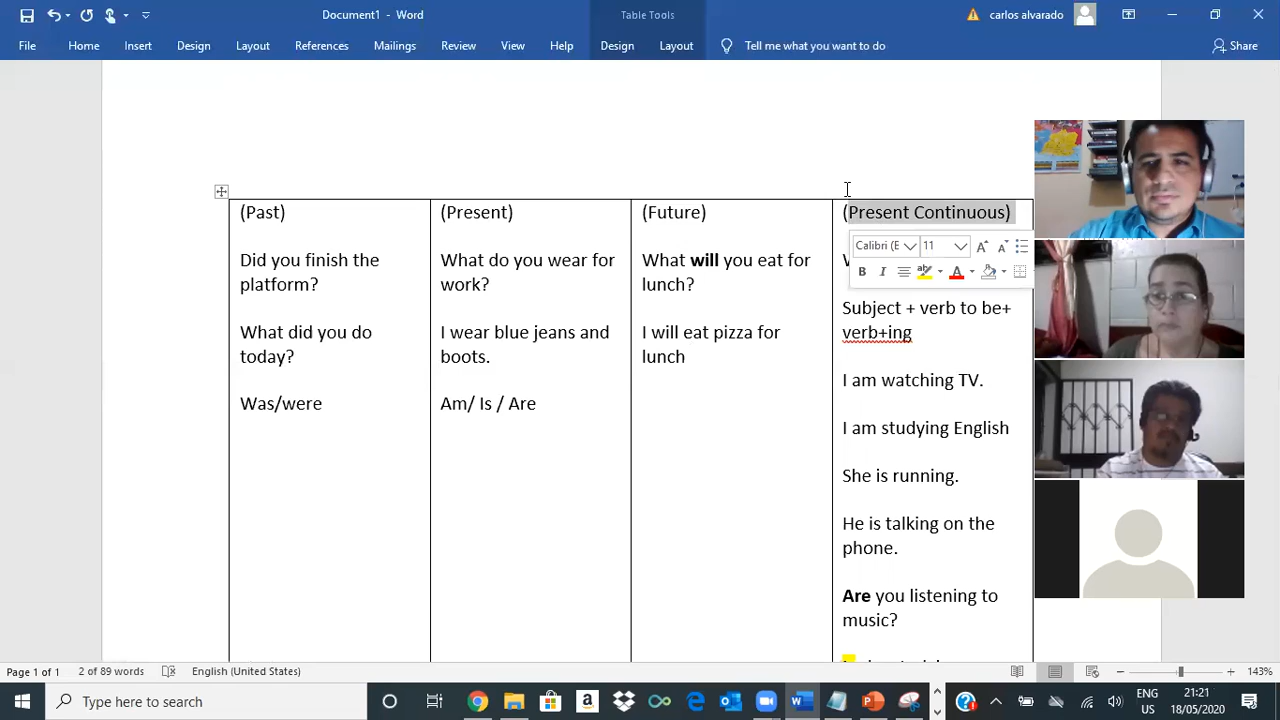 Document1 - Word
Table Tools
carlos alvarado
File Home Insert Design Layout References Mailings Review View Help Design Layout Tell me what you want to do Share
(Past)
Did you finish the
platform?
What did you do
today?
Was/were
(Present)
What do you wear for
work?
I wear blue jeans and
boots.
Am/ Is / Are
(Future)
What will you eat for
lunch?
I will eat pizza for
lunch
(Present Continuous)
Calibri (E 11
B I
Subject + verb to be+
verb+ing
I am watching TV.
I am studying English
She is running.
He is talking on the
phone.
Are you listening to
music?
Page 1 of 1 2 of 89 words English (United States) 143%
Type here to search
ENG
IN
21:21
18/05/2020